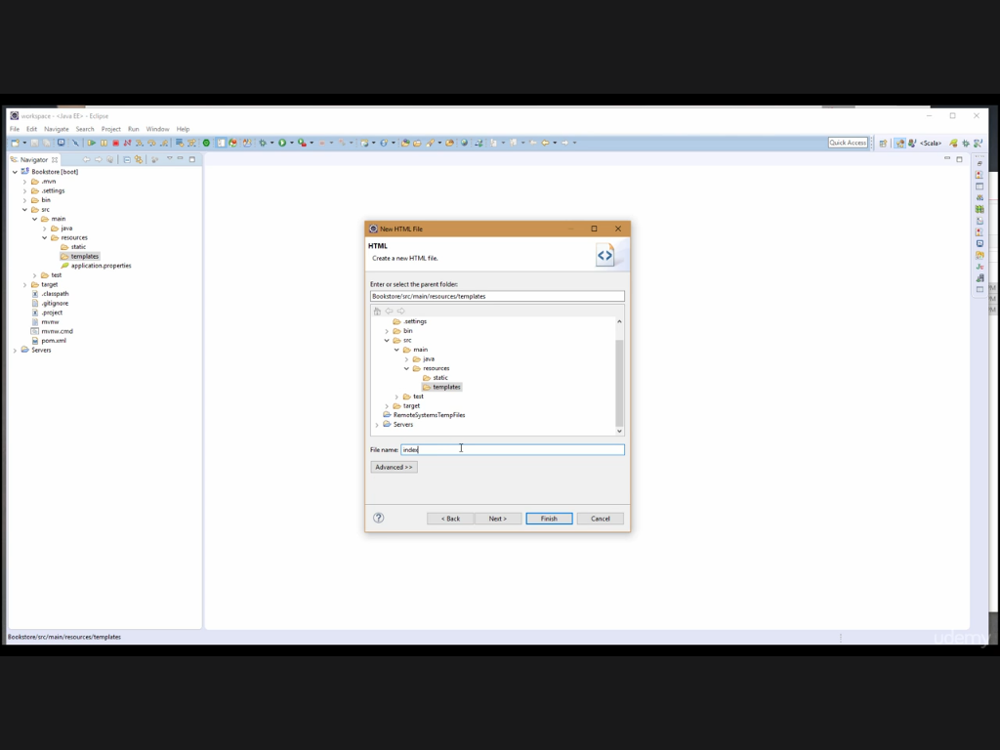 workspace - <Java EE> - Eclipse
File Edit Navigate Search Project Run Window Help
Quick Access
<Scala>
Navigator
Bookstore [boot]
.mvn
.settings
bin
src
main
java
resources
static
templates
application.properties
test
target
.classpath
.gitignore
.project
mvnw
mvnw.cmd
pom.xml
Servers
New HTML File
HTML
Create a new HTML file.
Enter or select the parent folder:
Bookstore/src/main/resources/templates
.settings
bin
src
main
java
resources
static
templates
test
target
RemoteSystemsTempFiles
Servers
File name: index
Advanced >>
< Back Next > Finish Cancel
Bookstore/src/main/resources/templates
udemy